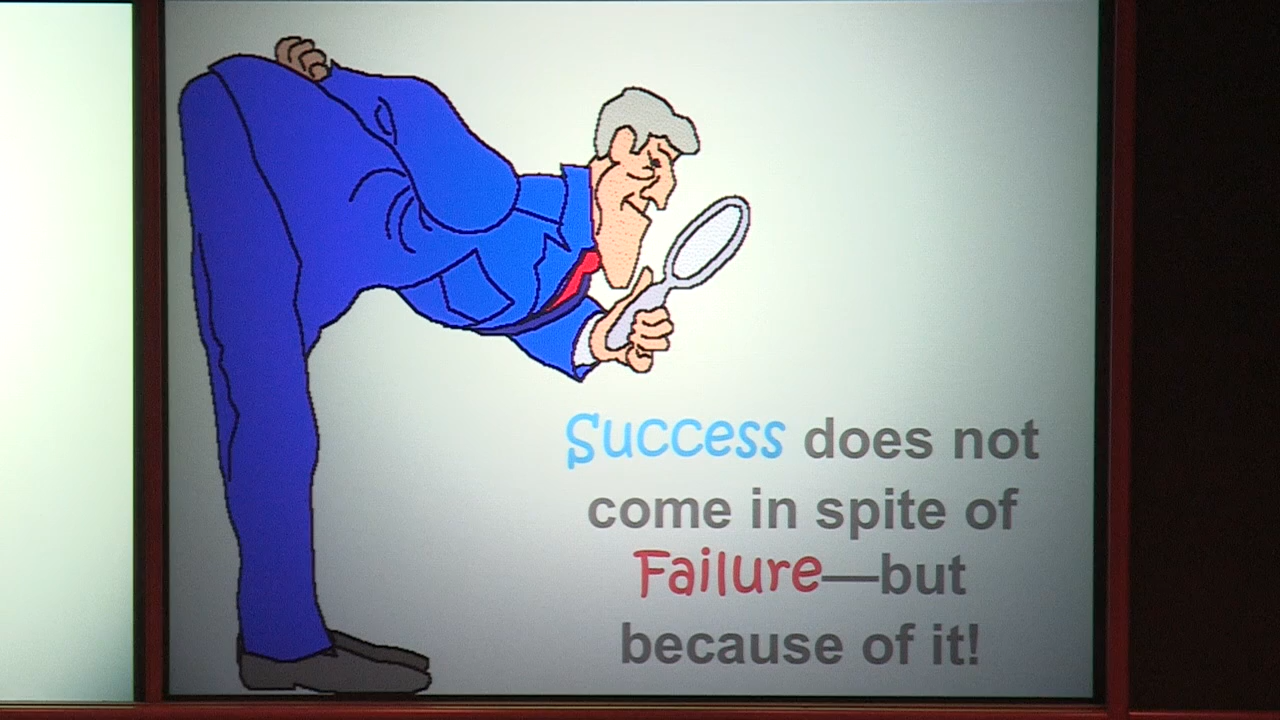 Success does not
come in spite of
Failure—but
because of it!